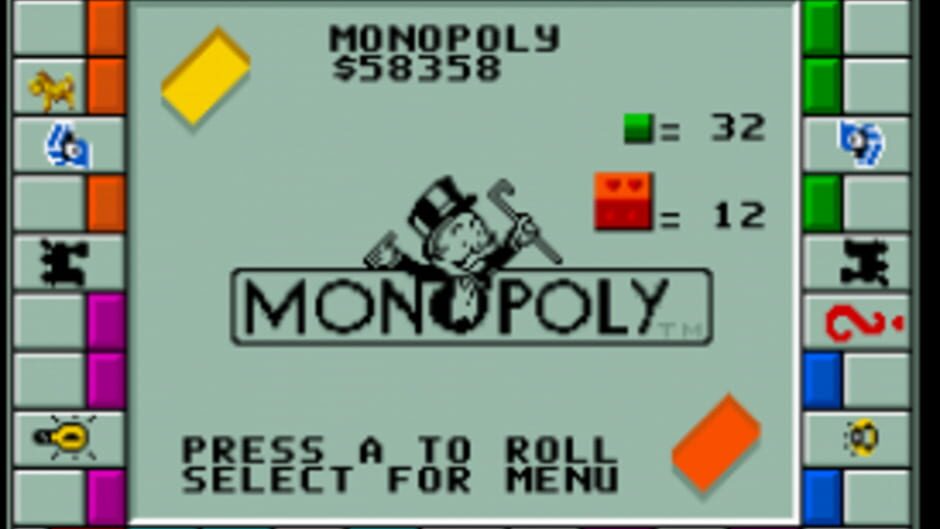 MONOPOLY
$58358
= 32
= 12
MONOPOLY TM
PRESS A TO ROLL
SELECT FOR MENU